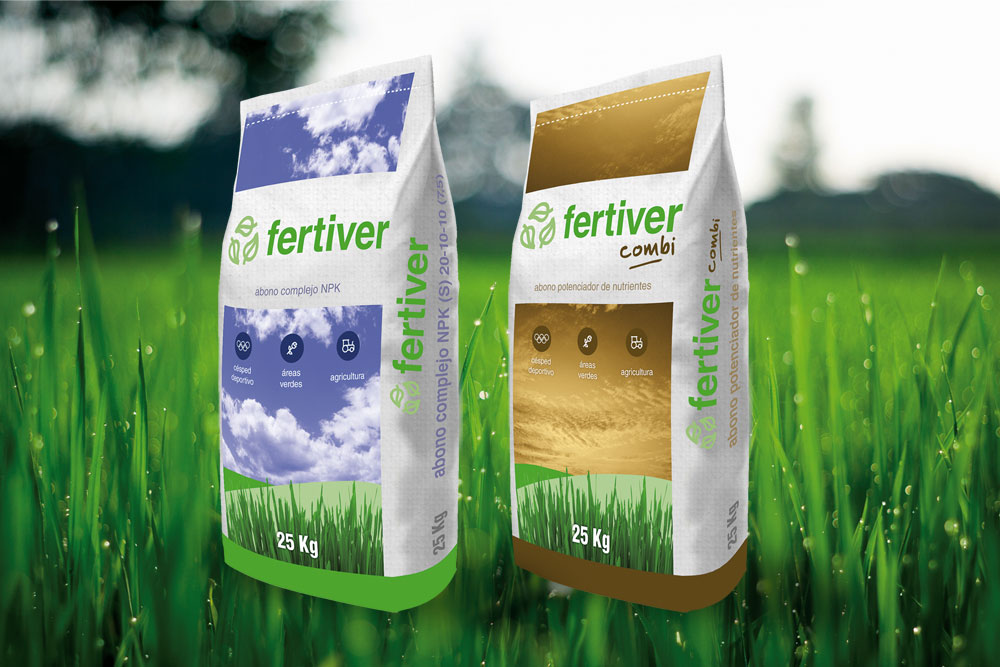 fertiver
abono complejo NPK
césped
deportivo
áreas
verdes
agricultura
25 Kg
fertiver
abono complejo NPK (S) 20-10-10 (7,5)
25 Kg
fertiver
combi
abono potenciador de nutrientes
césped
deportivo
áreas
verdes
agricultura
25 Kg
fertiver
combi
abono potenciador de nutrientes
25 Kg